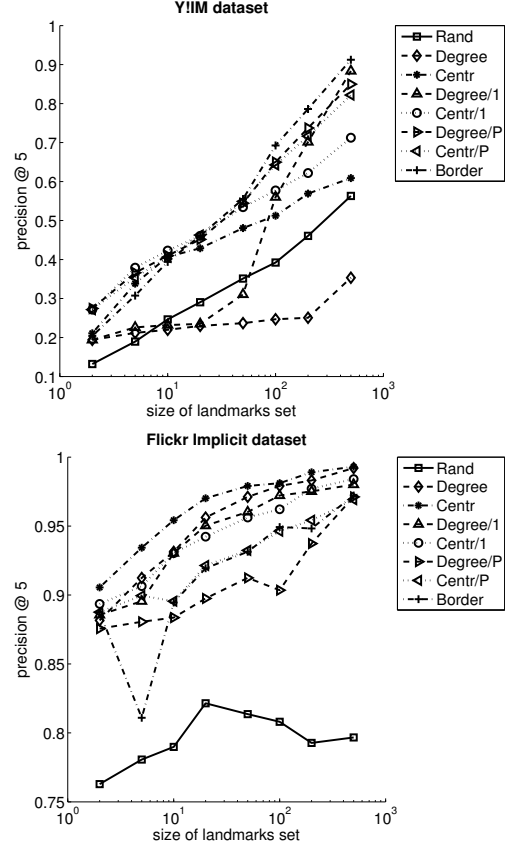 Y!IM dataset
precision @ 5
1
0.9
0.8
0.7
0.6
0.5
0.4
0.3
0.2
0.1
10^0
10^1
10^2
10^3
size of landmarks set
Rand
Degree
Centr
Degree/1
Centr/1
Degree/P
Centr/P
Border
Flickr Implicit dataset
precision @ 5
1
0.95
0.9
0.85
0.8
0.75
10^0
10^1
10^2
10^3
size of landmarks set
Rand
Degree
Centr
Degree/1
Centr/1
Degree/P
Centr/P
Border